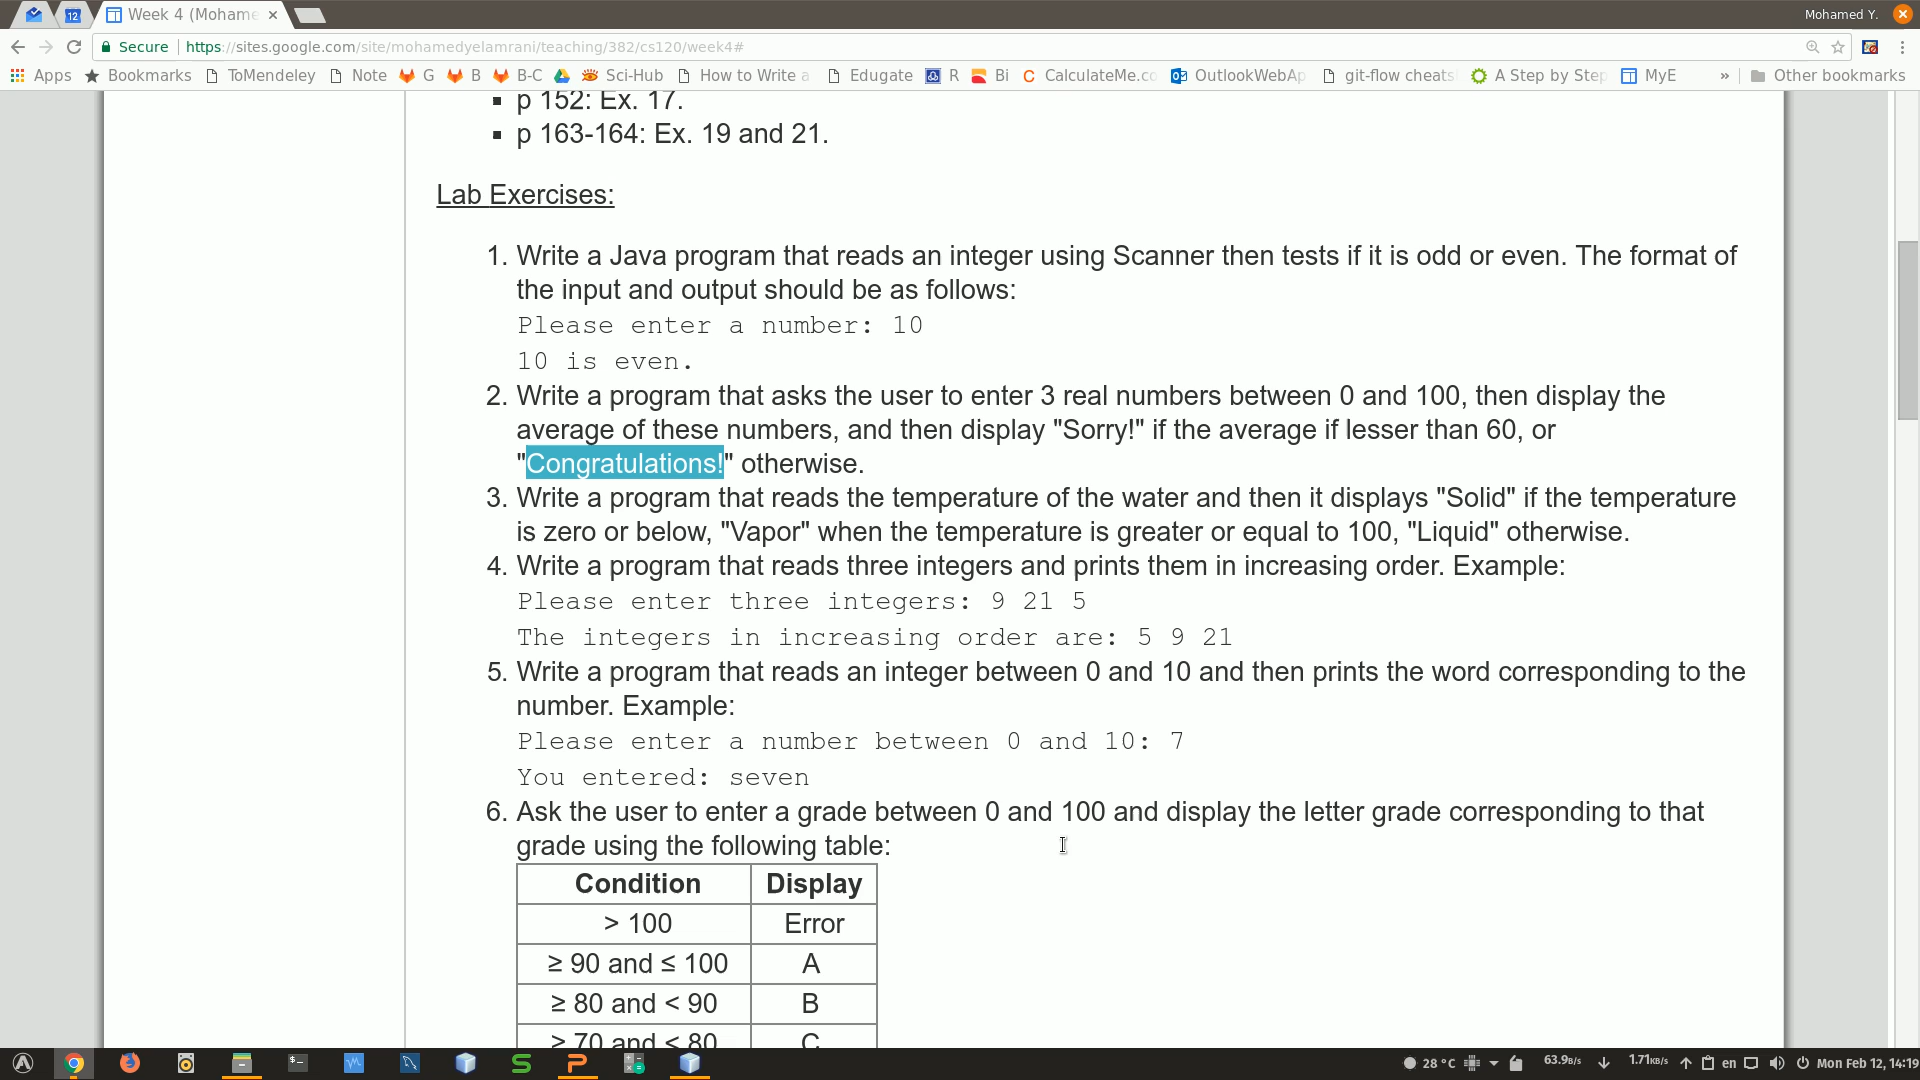 Week 4 (Mohame ×
Mohamed Y.
Secure https://sites.google.com/site/mohamedyelamrani/teaching/382/cs120/week4#
Apps Bookmarks ToMendeley Note G B B-C Sci-Hub How to Write a Edugate R Bi CalculateMe.co OutlookWebAp git-flow cheats A Step by Step MyE » Other bookmarks
▪ p 152: Ex. 17.
▪ p 163-164: Ex. 19 and 21.
Lab Exercises:
1. Write a Java program that reads an integer using Scanner then tests if it is odd or even. The format of
the input and output should be as follows:
Please enter a number: 10
10 is even.
2. Write a program that asks the user to enter 3 real numbers between 0 and 100, then display the
average of these numbers, and then display "Sorry!" if the average if lesser than 60, or
"Congratulations!" otherwise.
3. Write a program that reads the temperature of the water and then it displays "Solid" if the temperature
is zero or below, "Vapor" when the temperature is greater or equal to 100, "Liquid" otherwise.
4. Write a program that reads three integers and prints them in increasing order. Example:
Please enter three integers: 9 21 5
The integers in increasing order are: 5 9 21
5. Write a program that reads an integer between 0 and 10 and then prints the word corresponding to the
number. Example:
Please enter a number between 0 and 10: 7
You entered: seven
6. Ask the user to enter a grade between 0 and 100 and display the letter grade corresponding to that
grade using the following table:
Condition Display
> 100 Error
≥ 90 and ≤ 100 A
≥ 80 and < 90 B
≥ 70 and < 80 C
28 °C 63.9B/s 1.71KB/s en Mon Feb 12, 14:19